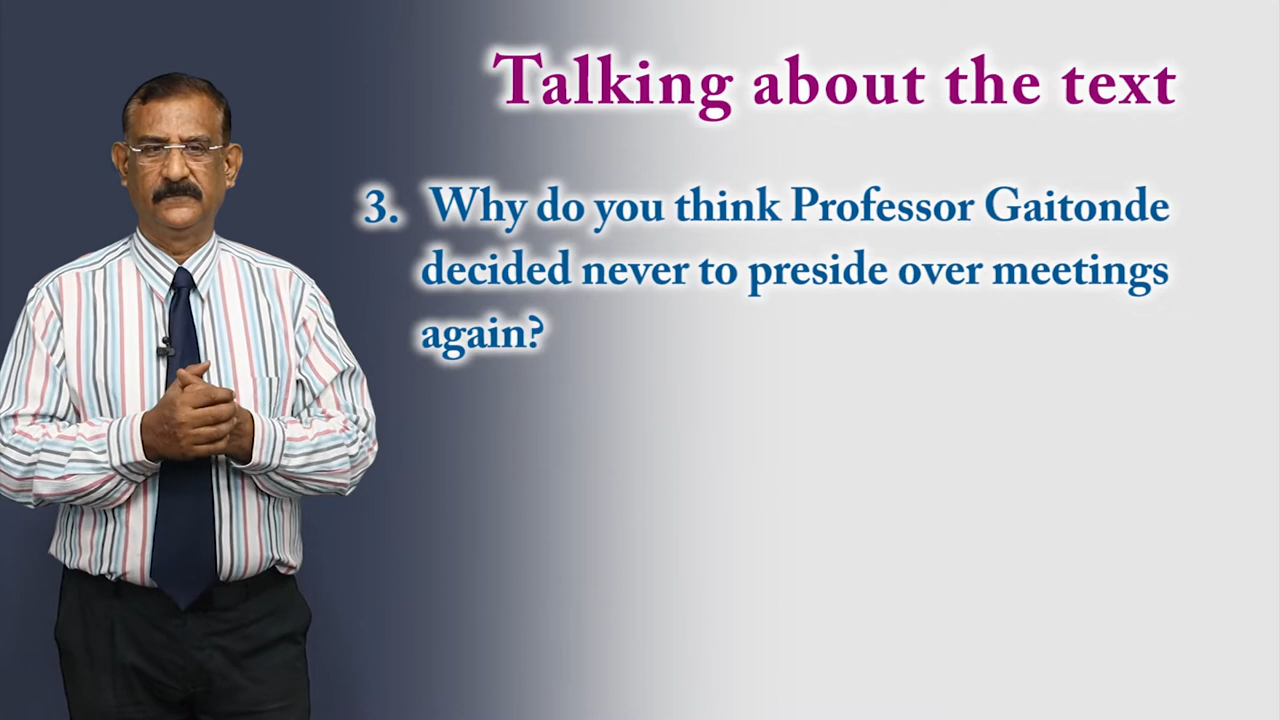 Talking about the text
3. Why do you think Professor Gaitonde
decided never to preside over meetings
again?